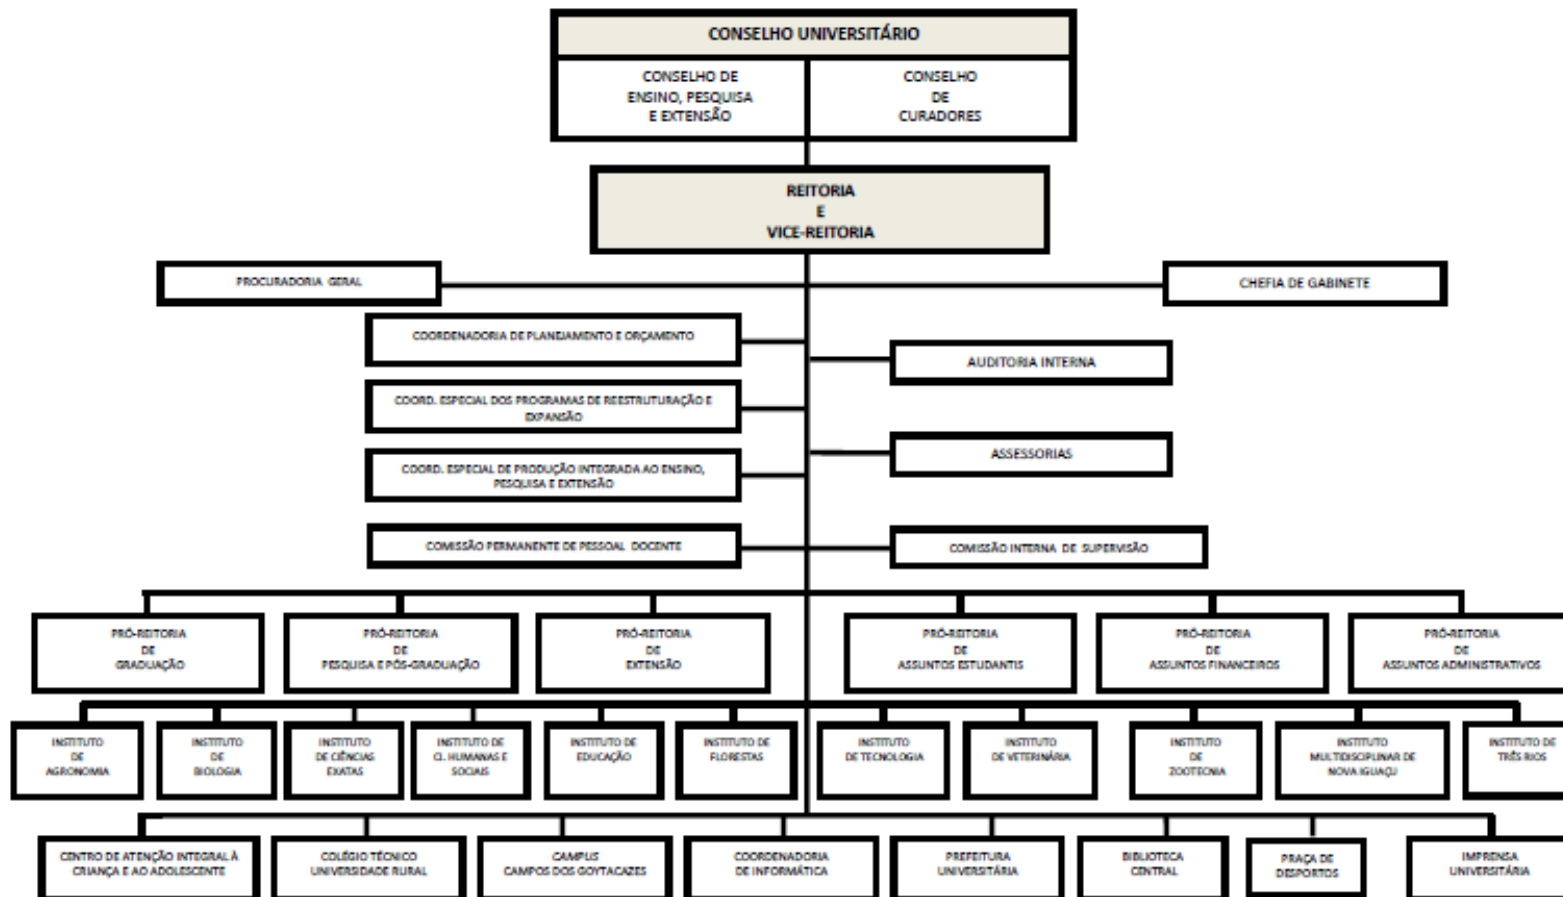 CONSELHO UNIVERSITÁRIO
CONSELHO DE
ENSINO, PESQUISA
E EXTENSÃO
CONSELHO
DE
CURADORES
REITORIA
E
VICE-REITORIA
PROCURADORIA GERAL
CHEFIA DE GABINETE
COORDENADORIA DE PLANEJAMENTO E ORÇAMENTO
AUDITORIA INTERNA
COORD. ESPECIAL DOS PROGRAMAS DE REESTRUTURAÇÃO E
EXPANSÃO
ASSESSORIAS
COORD. ESPECIAL DE PRODUÇÃO INTEGRADA AO ENSINO,
PESQUISA E EXTENSÃO
COMISSÃO PERMANENTE DE PESSOAL DOCENTE
COMISSÃO INTERNA DE SUPERVISÃO
PRÓ-REITORIA
DE
GRADUAÇÃO
PRÓ-REITORIA
DE
PESQUISA E PÓS-GRADUAÇÃO
PRÓ-REITORIA
DE
EXTENSÃO
PRÓ-REITORIA
DE
ASSUNTOS ESTUDANTIS
PRÓ-REITORIA
DE
ASSUNTOS FINANCEIROS
PRÓ-REITORIA
DE
ASSUNTOS ADMINISTRATIVOS
INSTITUTO
DE
AGRONOMIA
INSTITUTO
DE
BIOLOGIA
INSTITUTO
DE CIÊNCIAS
EXATAS
INSTITUTO DE
CI. HUMANAS E
SOCIAIS
INSTITUTO DE
EDUCAÇÃO
INSTITUTO DE
FLORESTAS
INSTITUTO
DE TECNOLOGIA
INSTITUTO
DE VETERINÁRIA
INSTITUTO
DE
ZOOTECNIA
INSTITUTO
MULTIDISCIPLINAR DE
NOVA IGUAÇU
INSTITUTO DE
TRÊS RIOS
CENTRO DE ATENÇÃO INTEGRAL À
CRIANÇA E AO ADOLESCENTE
COLÉGIO TÉCNICO
UNIVERSIDADE RURAL
CAMPUS
CAMPOS DOS GOYTACAZES
COORDENADORIA
DE INFORMÁTICA
PREFEITURA
UNIVERSITÁRIA
BIBLIOTECA
CENTRAL
PRAÇA DE
DESPORTOS
IMPRENSA
UNIVERSITÁRIA